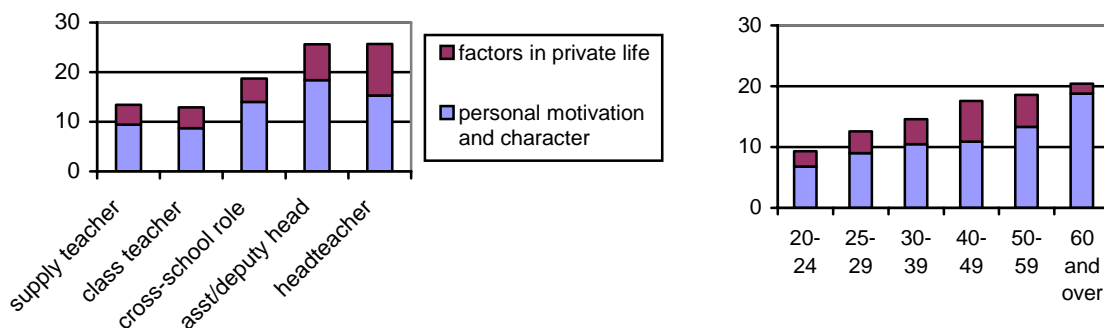 30
20
10
0
supply teacher
class teacher
cross-school role
asst/deputy head
headteacher
factors in private life
personal motivation
and character
30
20
10
0
20-
24
25-
29
30-
39
40-
49
50-
59
60
and
over